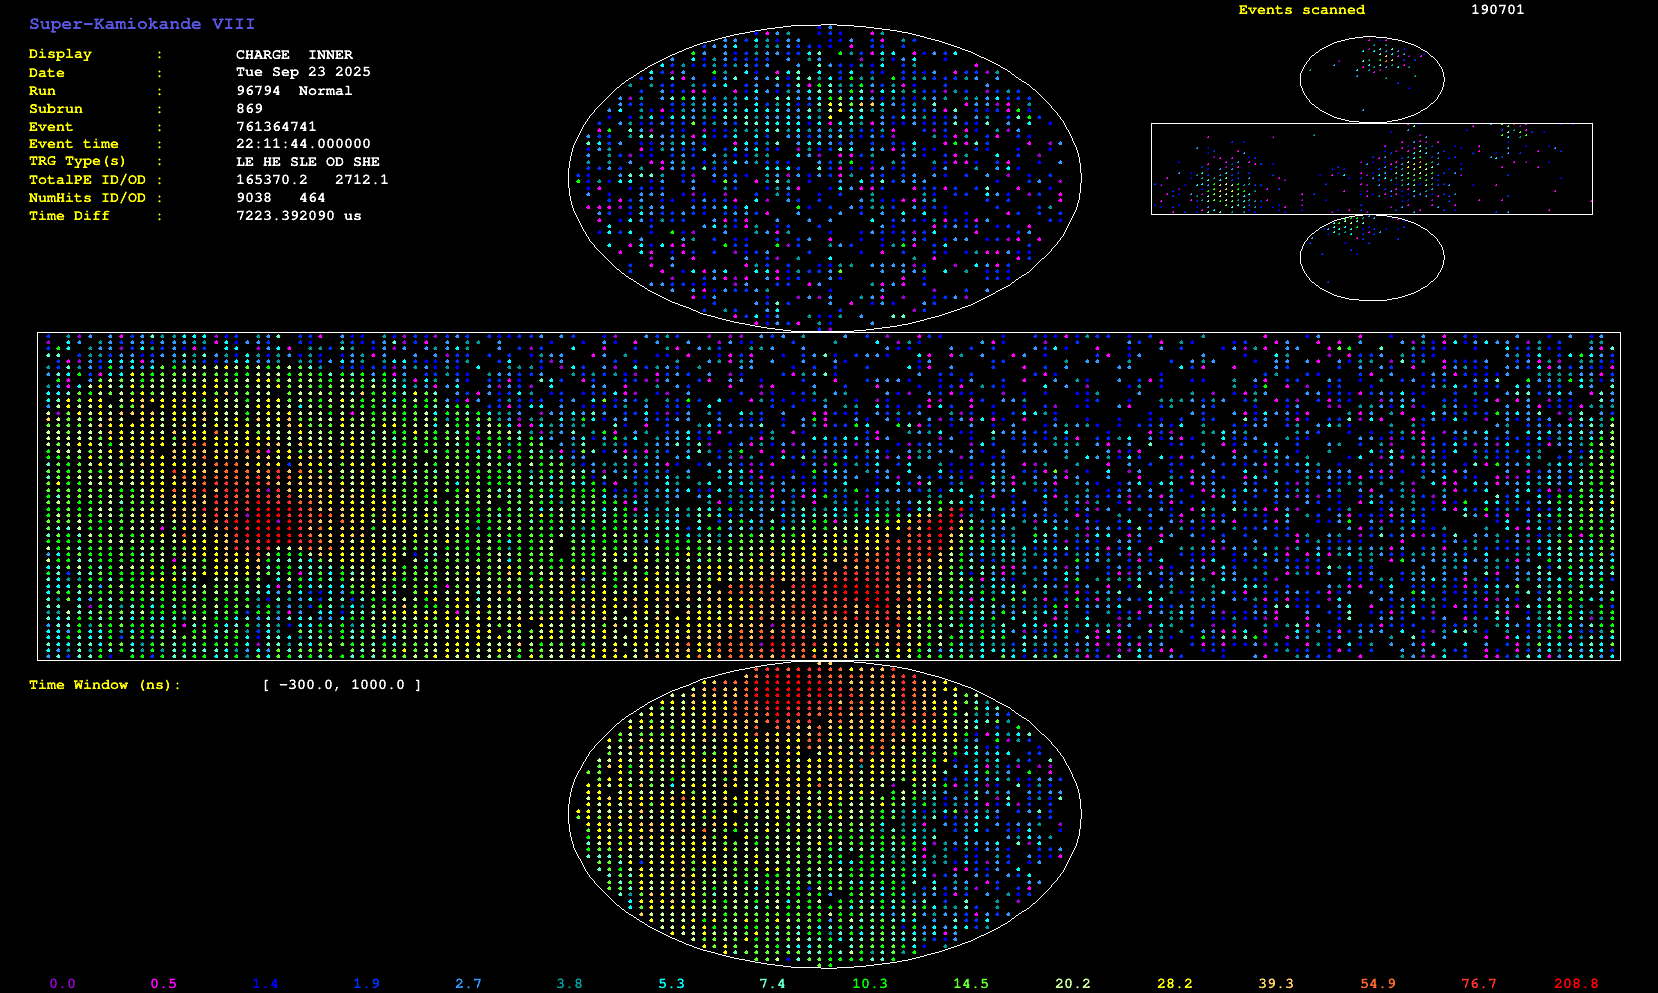 Super-Kamiokande VIII
Events scanned 190701
Display : CHARGE INNER
Date : Tue Sep 23 2025
Run : 96794 Normal
Subrun : 869
Event : 761364741
Event time : 22:11:44.000000
TRG Type(s) : LE HE SLE OD SHE
TotalPE ID/OD : 165370.2 2712.1
NumHits ID/OD : 9038 464
Time Diff : 7223.392090 us
Time Window (ns): [ -300.0, 1000.0 ]
0.0 0.5 1.4 1.9 2.7 3.8 5.3 7.4 10.3 14.5 20.2 28.2 39.3 54.9 76.7 208.8